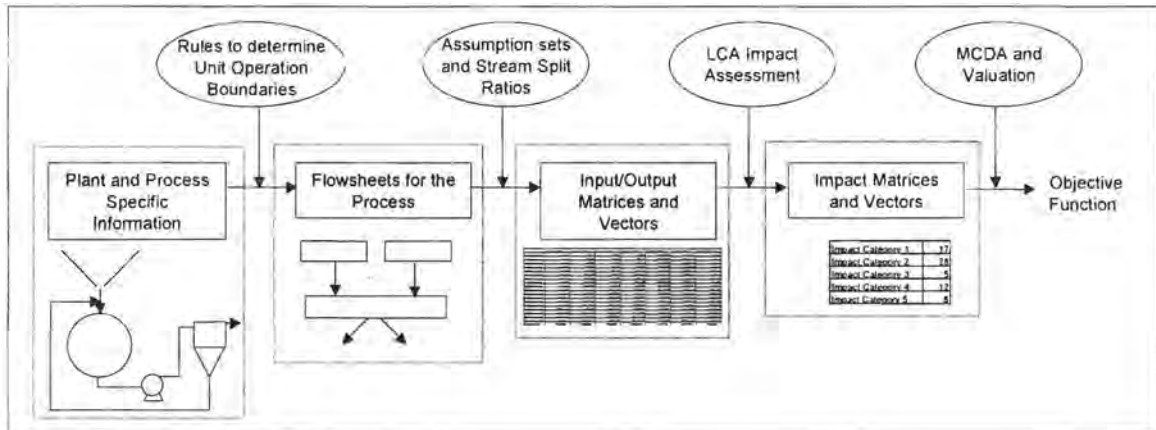 Rules to determine
Unit Operation
Boundaries
Assumption sets
and Stream Split
Ratios
LCA Impact
Assessment
MCDA and
Valuation
Plant and Process
Specific
Information
Flowsheets for the
Process
Input/Output
Matrices and
Vectors
Impact Matrices
and Vectors
Objective
Function
Impact Category 1
Impact Category 2
Impact Category 3 5
Impact Category 4 12
Impact Category 5